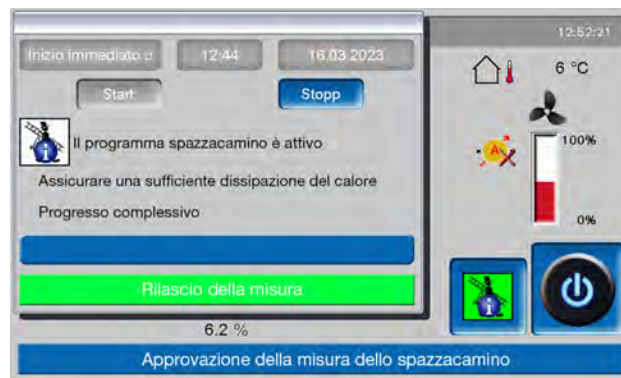 12:52:21
Inizio immediato
12:44
16.03.2023
6 °C
Start
Stopp
Il programma spazzacamino è attivo
100%
Assicurare una sufficiente dissipazione del calore
Progresso complessivo
0%
Rilascio della misura
6.2 %
Approvazione della misura dello spazzacamino